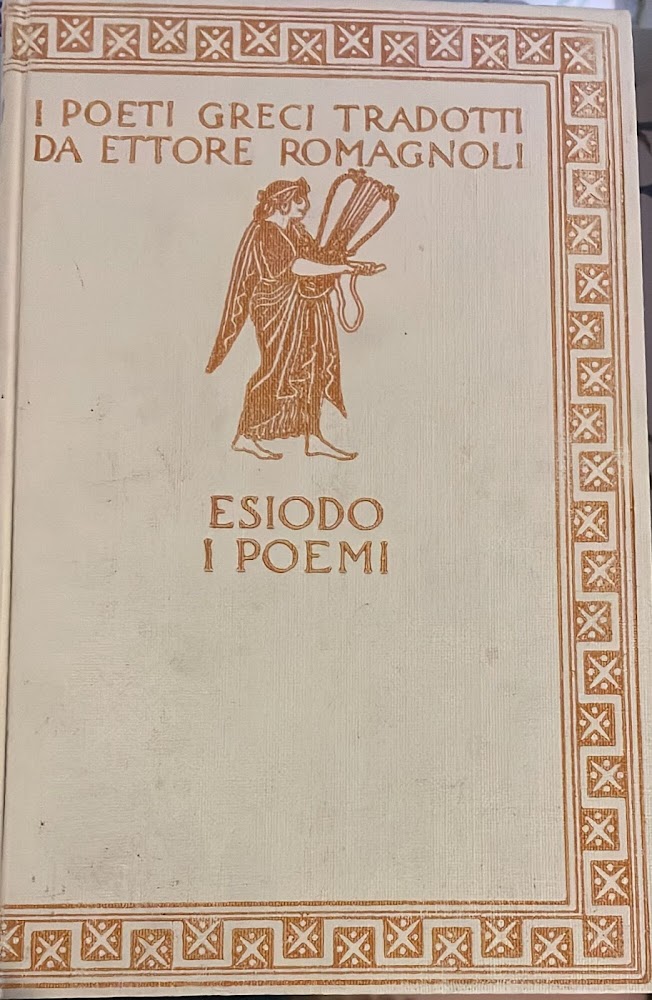 I POETI GRECI TRADOTTI
DA ETTORE ROMAGNOLI
ESIODO
I POEMI